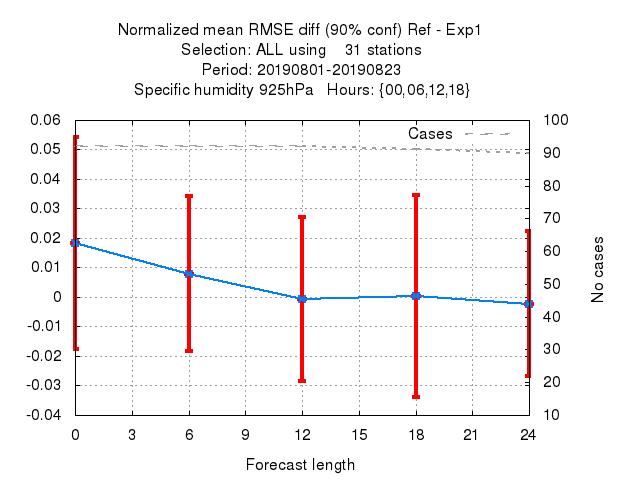 Normalized mean RMSE diff (90% conf) Ref - Exp1
Selection: ALL using 31 stations
Period: 20190801-20190823
Specific humidity 925hPa Hours: {00,06,12,18}
Cases
0.06
0.05
0.04
0.03
0.02
0.01
0
-0.01
-0.02
-0.03
-0.04
100
90
80
70
60
50
40
30
20
10
No cases
0 3 6 9 12 15 18 21 24
Forecast length